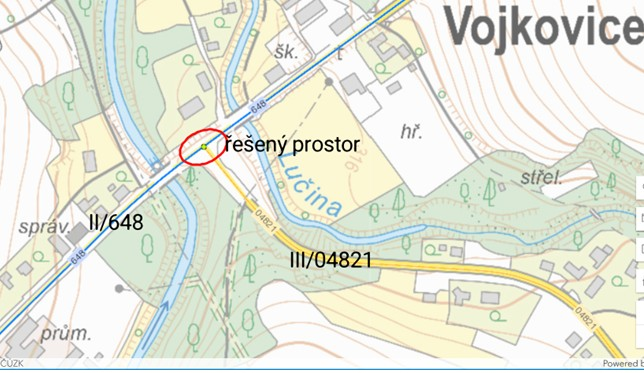 Vojkovice
šk.
648
řešený prostor
hř.
316
Lučina
střel.
správ.
II/648
04821
648
III/04821
04821
prům.
ČÚZK
Powered b